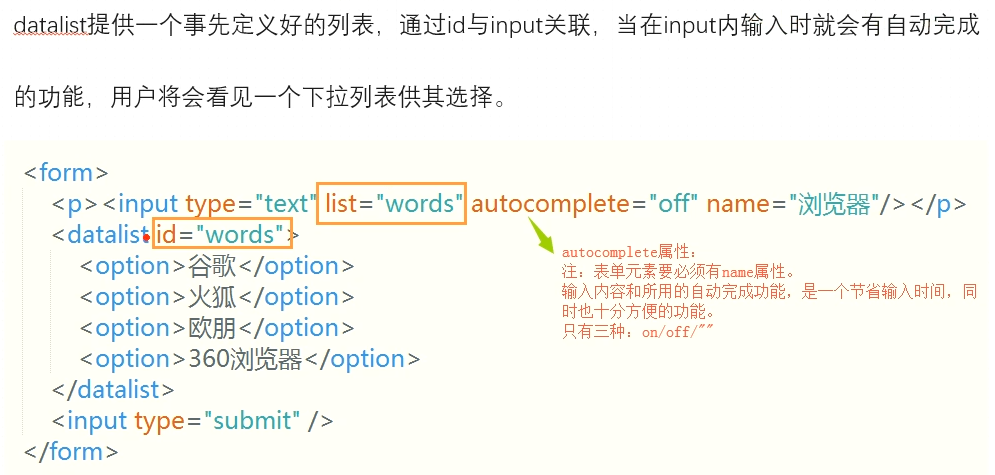 datalist提供一个事先定义好的列表，通过id与input关联，当在input内输入时就会有自动完成
的功能，用户将会看见一个下拉列表供其选择。
<form>
<p><input type="text" list="words" autocomplete="off" name="浏览器"/></p>
<datalist id="words">
<option>谷歌</option>
<option>火狐</option>
<option>欧朋</option>
<option>360浏览器</option>
</datalist>
<input type="submit" />
</form>
autocomplete属性：
注：表单元素要必须有name属性。
输入内容和所用的自动完成功能，是一个节省输入时间，同
时也十分方便的功能。
只有三种：on/off/""